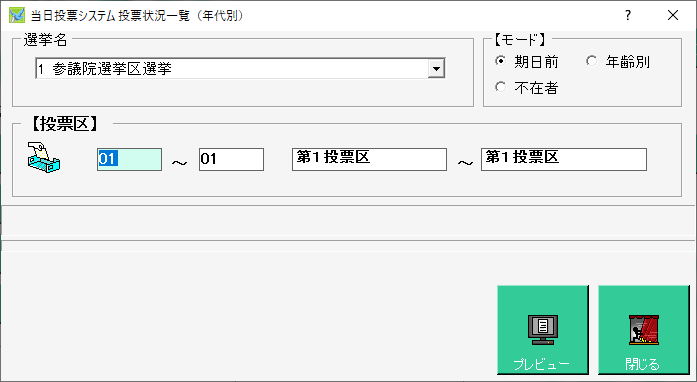 当日投票システム 投票状況一覧（年代別）
選挙名
1 参議院選挙区選挙
【モード】
期日前 年齢別
不在者
【投票区】
01 ～ 01 第１投票区 ～ 第１投票区
プレビュー 閉じる